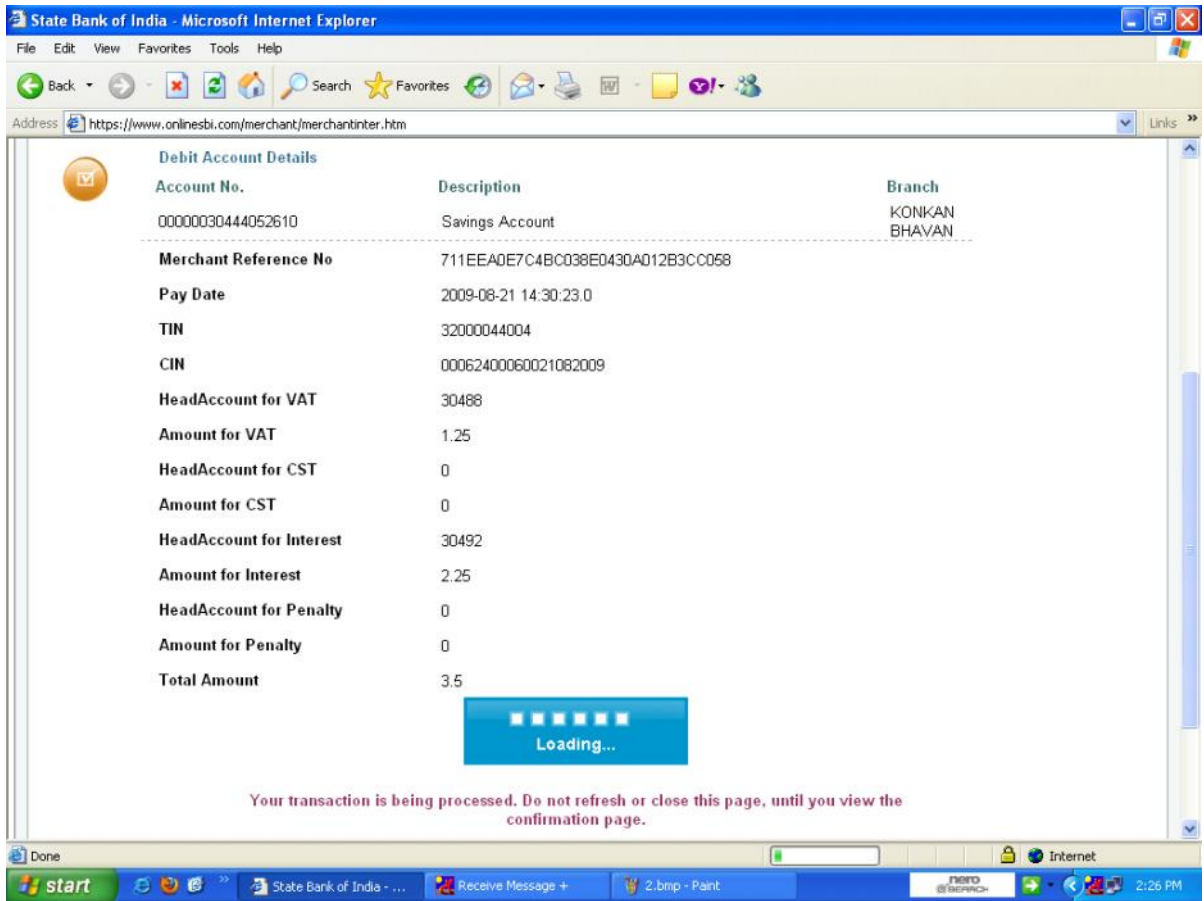 State Bank of India - Microsoft Internet Explorer
File Edit View Favorites Tools Help
Back Search Favorites
Address https://www.onlinesbi.com/merchant/merchantinter.htm Links »
Debit Account Details
Account No. Description Branch
00000030444052610 Savings Account KONKAN
BHAVAN
Merchant Reference No 711EEA0E7C4BC038E0430A012B3CC058
Pay Date 2009-08-21 14:30:23.0
TIN 32000044004
CIN 00062400060021082009
HeadAccount for VAT 30488
Amount for VAT 1.25
HeadAccount for CST 0
Amount for CST 0
HeadAccount for Interest 30492
Amount for Interest 2.25
HeadAccount for Penalty 0
Amount for Penalty 0
Total Amount 3.5
Loading...
Your transaction is being processed. Do not refresh or close this page, until you view the
confirmation page.
Done Internet
start » State Bank of India - ... Receive Message + 2.bmp - Paint nero SEARCH 2:26 PM